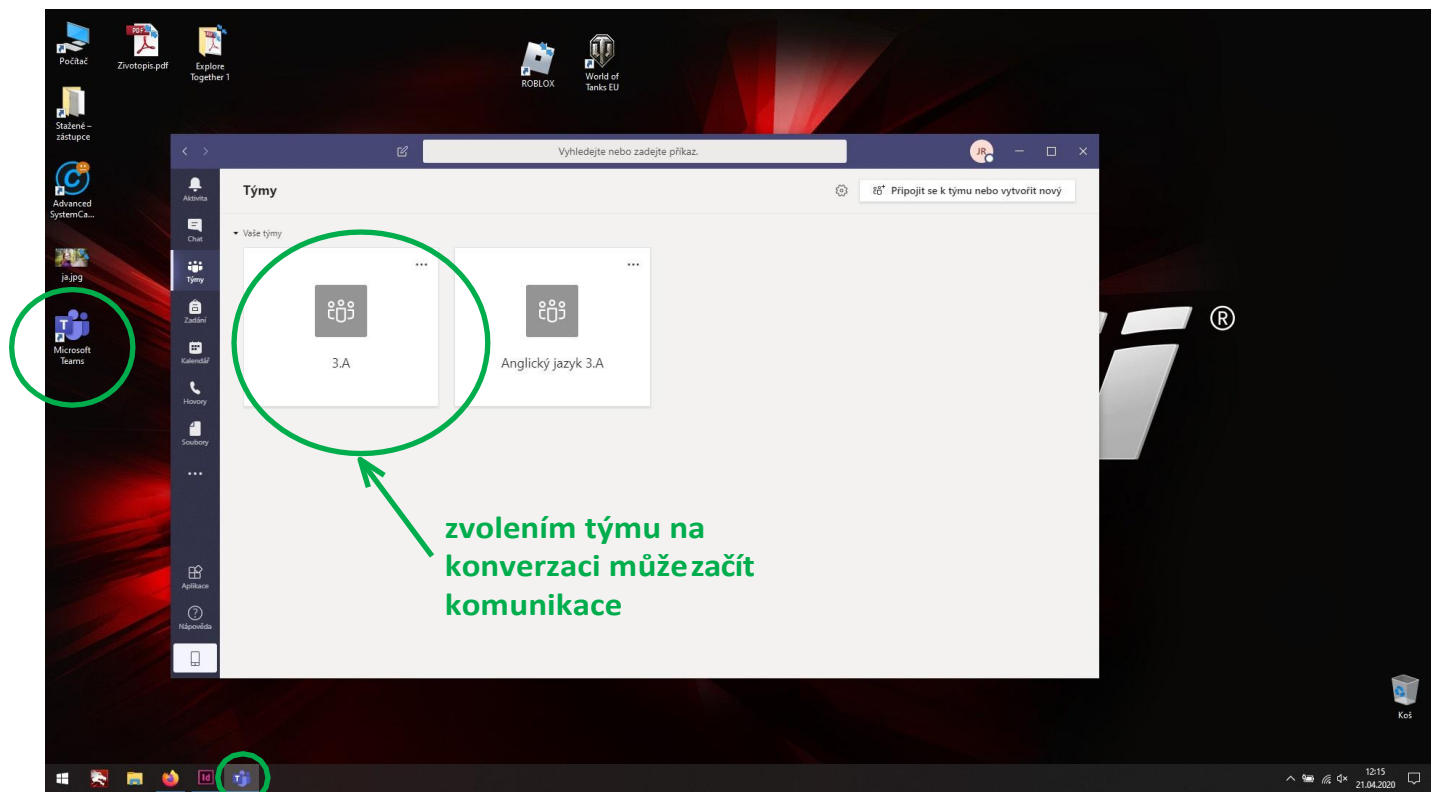 Počítač
Zivotopis.pdf
Explore
Together 1
ROBLOX
World of
Tanks EU
Stažené –
zástupce
Advanced
SystemCa...
ja.jpg
Microsoft
Teams
Vyhledejte nebo zadejte příkaz.
JR
Aktivita
Chat
Týmy
Zadání
Kalendář
Hovory
Soubory
Aplikace
Nápověda
Týmy
Připojit se k týmu nebo vytvořit nový
Vaše týmy
3.A
Anglický jazyk 3.A
zvolením týmu na
konverzaci může začít
komunikace
®
Koš
Id
12:15
21.04.2020